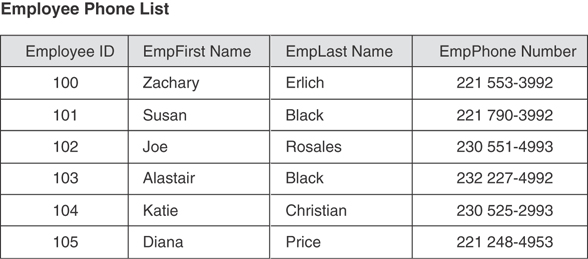 Employee Phone List
Employee ID EmpFirst Name EmpLast Name EmpPhone Number
100 Zachary Erlich 221 553-3992
101 Susan Black 221 790-3992
102 Joe Rosales 230 551-4993
103 Alastair Black 232 227-4992
104 Katie Christian 230 525-2993
105 Diana Price 221 248-4953